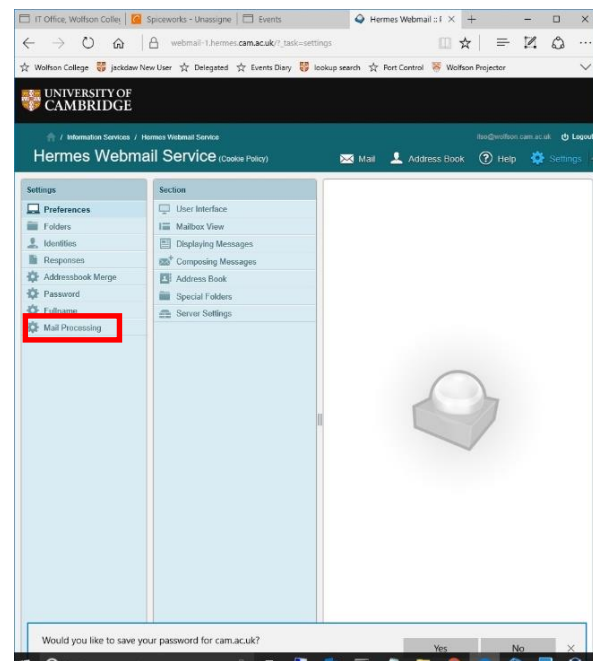 IT Office, Wolfson Colle Spiceworks - Unassigne Events Hermes Webmail :: F
webmail-1.hermes.cam.ac.uk/?_task=settings
Wolfson College jackdaw New User Delegated Events Diary lookup search Port Control Wolfson Projector
UNIVERSITY OF
CAMBRIDGE
/ Information Services / Hermes Webmail Service Logout
Hermes Webmail Service (Cookie Policy) Mail Address Book Help Settings
Settings Section
Preferences User Interface
Folders Mailbox View
Identities Displaying Messages
Responses Composing Messages
Addressbook Merge Address Book
Password Special Folders
Fullname Server Settings
Mail Processing
Would you like to save your password for cam.ac.uk? Yes No